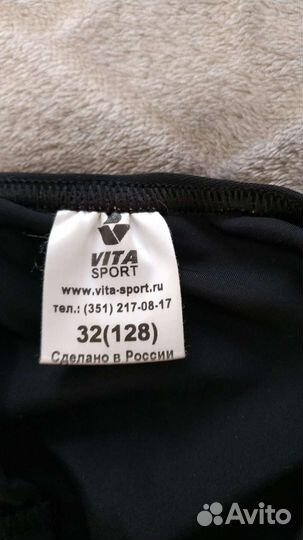 VITA
SPORT
www.vita-sport.ru
тел.: (351) 217-08-17
32(128)
Сделано в России
Avito